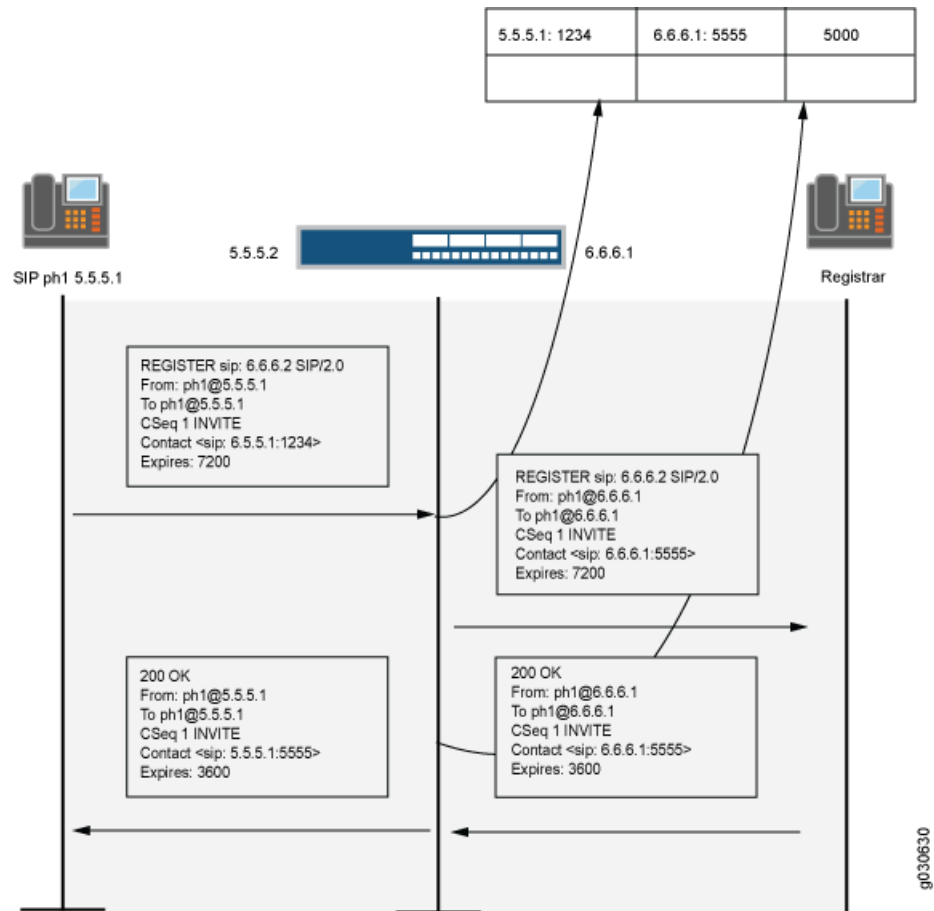 5.5.5.1: 1234 6.6.6.1: 5555 5000
5.5.5.2
6.6.6.1
SIP ph1 5.5.5.1
Registrar
REGISTER sip: 6.6.6.2 SIP/2.0
From: ph1@5.5.5.1
To ph1@5.5.5.1
CSeq 1 INVITE
Contact <sip: 6.5.5.1:1234>
Expires: 7200
REGISTER sip: 6.6.6.2 SIP/2.0
From: ph1@6.6.6.1
To ph1@6.6.6.1
CSeq 1 INVITE
Contact <sip: 6.6.6.1:5555>
Expires: 7200
200 OK
From: ph1@5.5.5.1
To ph1@5.5.5.1
CSeq 1 INVITE
Contact <sip: 5.5.5.1:5555>
Expires: 3600
200 OK
From: ph1@6.6.6.1
To ph1@6.6.6.1
CSeq 1 INVITE
Contact <sip: 6.6.6.1:5555>
Expires: 3600
g030630